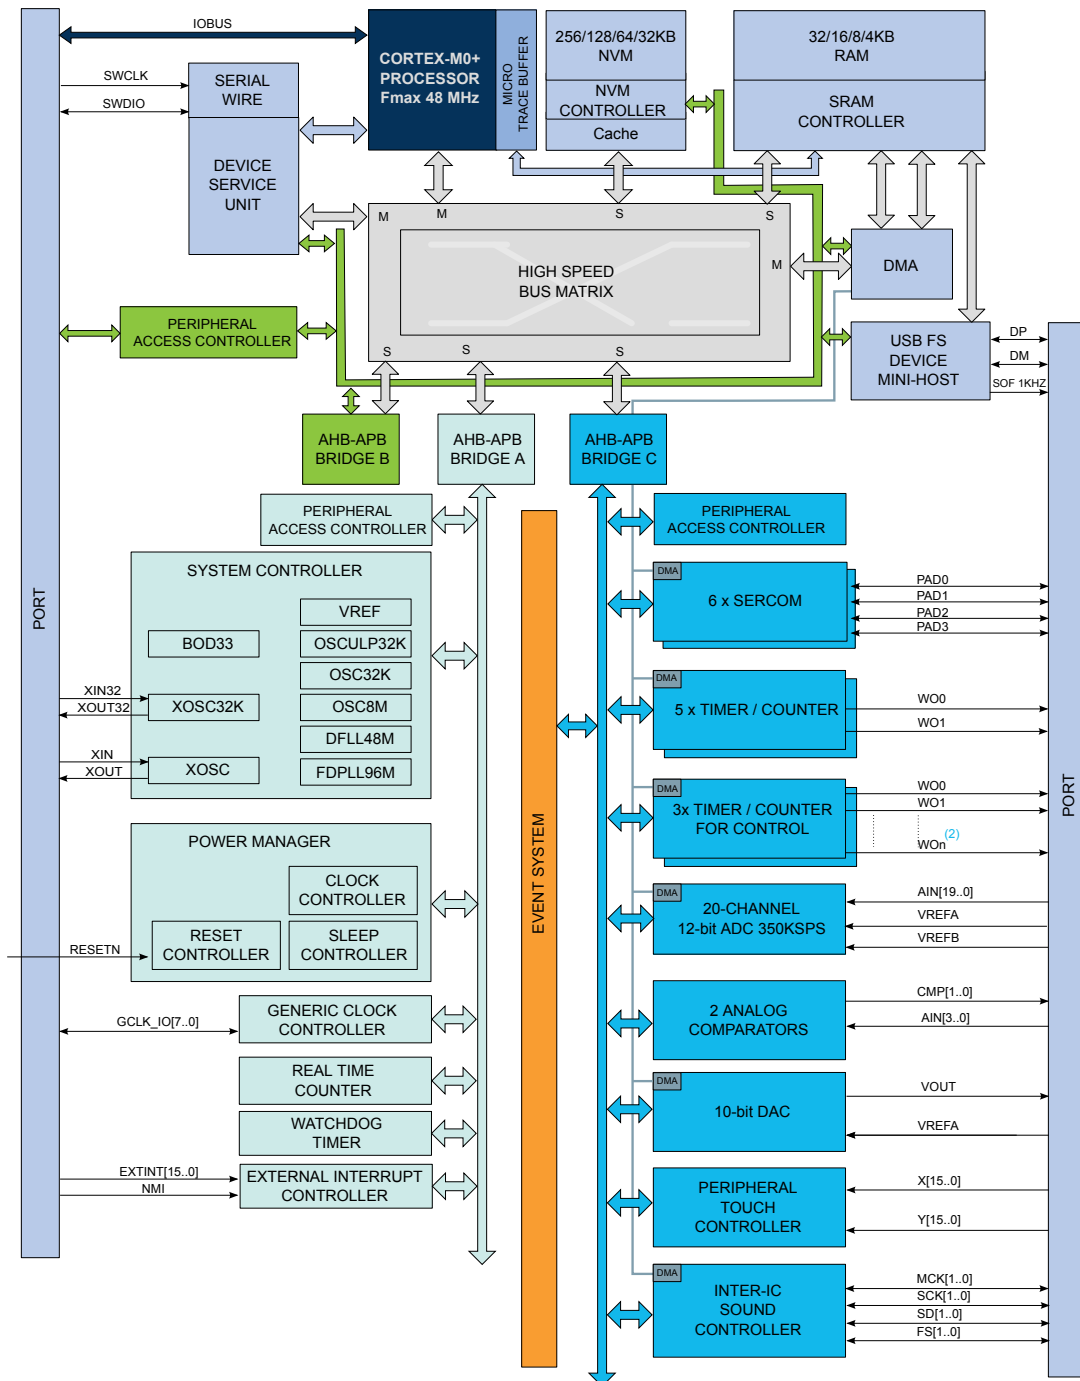 IOBUS
CORTEX-M0+
PROCESSOR
Fmax 48 MHz
MICRO
TRACE BUFFER
256/128/64/32KB
NVM
NVM
CONTROLLER
Cache
32/16/8/4KB
RAM
SRAM
CONTROLLER
SWCLK
SWDIO
SERIAL
WIRE
DEVICE
SERVICE
UNIT
M
M
S
S
M
HIGH SPEED
BUS MATRIX
S
S
S
DMA
PERIPHERAL
ACCESS CONTROLLER
USB FS
DEVICE
MINI-HOST
DP
DM
SOF 1KHZ
AHB-APB
BRIDGE B
AHB-APB
BRIDGE A
AHB-APB
BRIDGE C
PERIPHERAL
ACCESS CONTROLLER
PERIPHERAL
ACCESS CONTROLLER
PORT
SYSTEM CONTROLLER
VREF
BOD33
OSCULP32K
OSC32K
XIN32
XOUT32
XOSC32K
OSC8M
DFLL48M
XIN
XOUT
XOSC
FDPLL96M
POWER MANAGER
CLOCK
CONTROLLER
RESETN
RESET
CONTROLLER
SLEEP
CONTROLLER
GCLK_IO[7..0]
GENERIC CLOCK
CONTROLLER
REAL TIME
COUNTER
WATCHDOG
TIMER
EXTINT[15..0]
NMI
EXTERNAL INTERRUPT
CONTROLLER
EVENT SYSTEM
DMA
6 x SERCOM
PAD0
PAD1
PAD2
PAD3
DMA
5 x TIMER / COUNTER
WO0
WO1
DMA
3x TIMER / COUNTER
FOR CONTROL
WO0
WO1
(2)
WOn
DMA
20-CHANNEL
12-bit ADC 350KSPS
AIN[19..0]
VREFA
VREFB
2 ANALOG
COMPARATORS
CMP[1..0]
AIN[3..0]
DMA
10-bit DAC
VOUT
VREFA
PERIPHERAL
TOUCH
CONTROLLER
X[15..0]
Y[15..0]
DMA
INTER-IC
SOUND
CONTROLLER
MCK[1..0]
SCK[1..0]
SD[1..0]
FS[1..0]
PORT